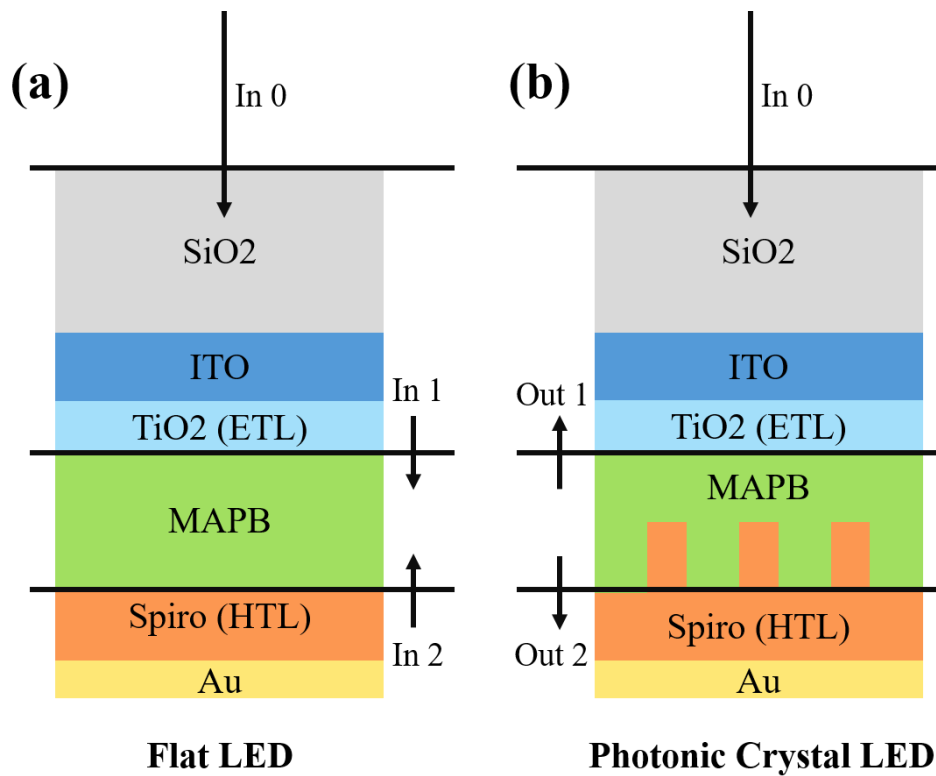 (a)
In 0
SiO2
ITO
In 1
TiO2 (ETL)
MAPB
Spiro (HTL)
In 2
Au
Flat LED
(b)
In 0
SiO2
ITO
Out 1
TiO2 (ETL)
MAPB
Spiro (HTL)
Out 2
Au
Photonic Crystal LED